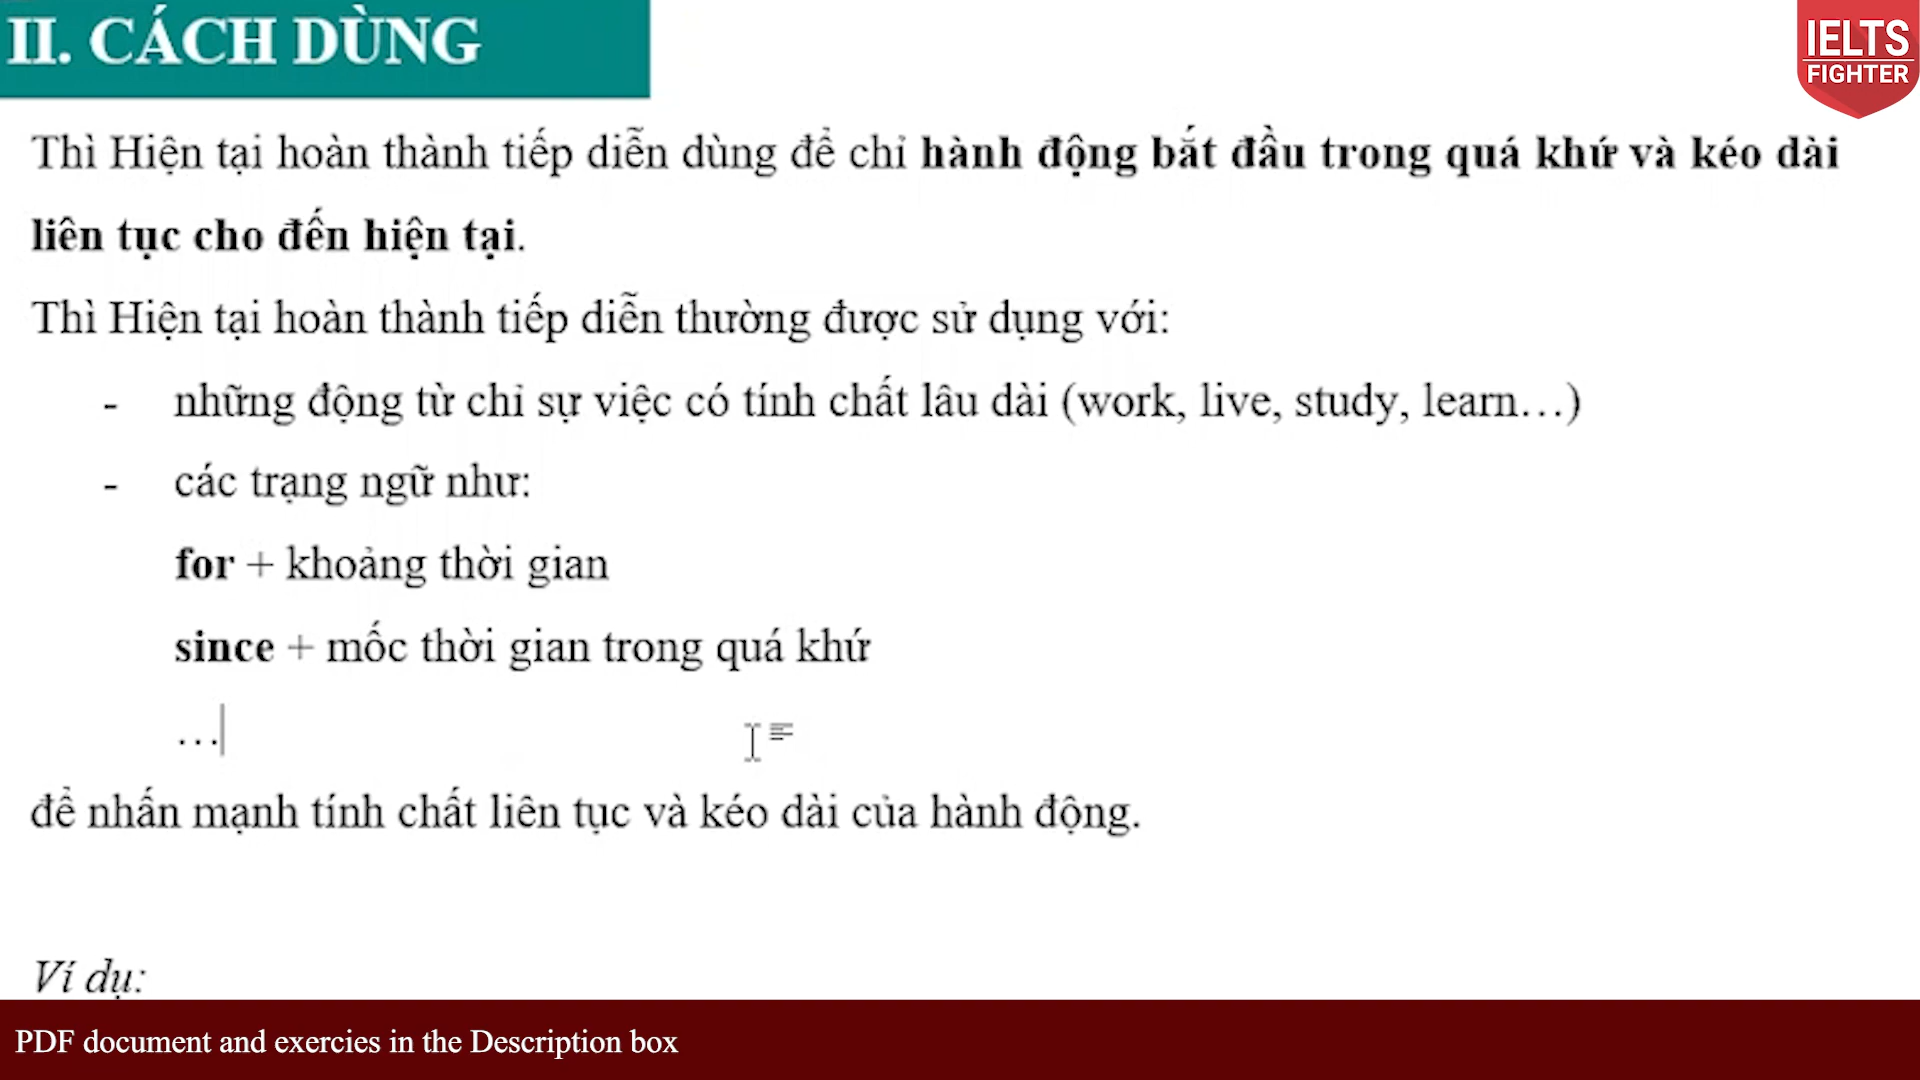 II. CÁCH DÙNG
IELTS
FIGHTER
Thì Hiện tại hoàn thành tiếp diễn dùng để chỉ hành động bắt đầu trong quá khứ và kéo dài
liên tục cho đến hiện tại.
Thì Hiện tại hoàn thành tiếp diễn thường được sử dụng với:
- những động từ chỉ sự việc có tính chất lâu dài (work, live, study, learn…)
- các trạng ngữ như:
for + khoảng thời gian
since + mốc thời gian trong quá khứ
…
để nhấn mạnh tính chất liên tục và kéo dài của hành động.
Ví dụ:
PDF document and exercies in the Description box